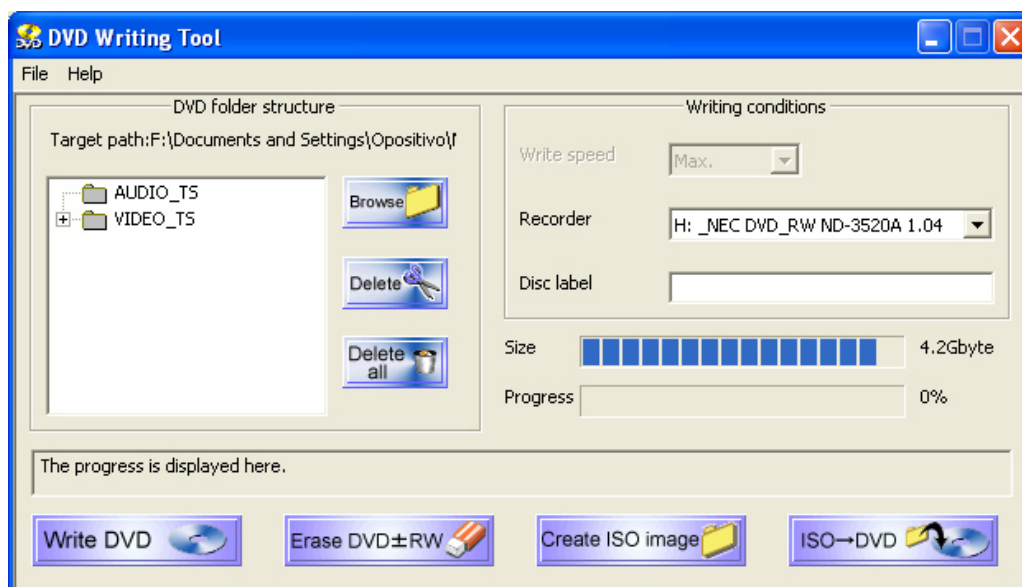 DVD Writing Tool
File Help
DVD folder structure
Target path:F:\Documents and Settings\Opositivo\
AUDIO_TS
VIDEO_TS
Browse
Delete
Delete
all
Writing conditions
Write speed Max.
Recorder H: _NEC DVD_RW ND-3520A 1.04
Disc label
Size 4.2Gbyte
Progress 0%
The progress is displayed here.
Write DVD Erase DVD±RW Create ISO image ISO→DVD